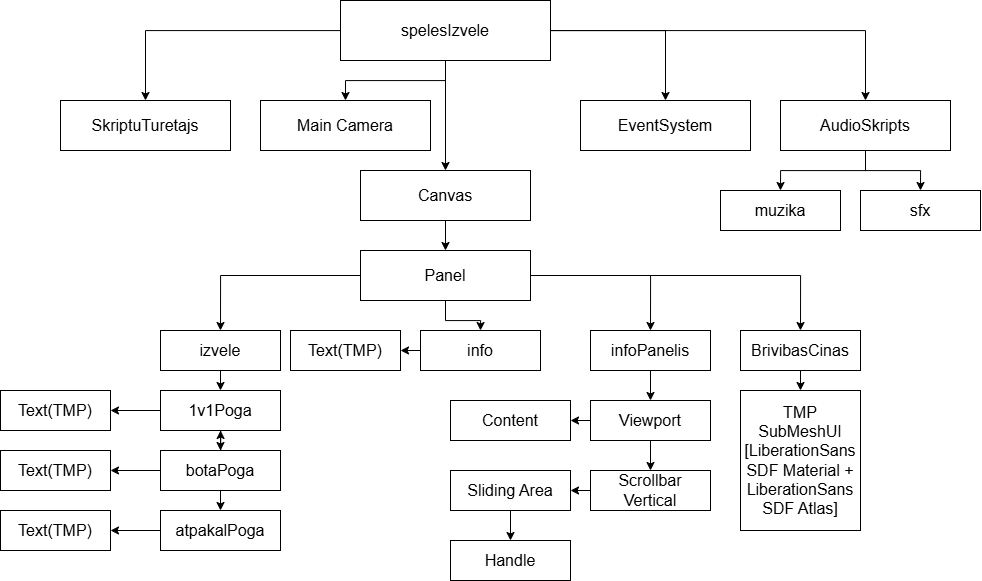 spelesIzvele
SkriptuTuretajs
Main Camera
EventSystem
AudioSkripts
Canvas
muzika
sfx
Panel
izvele
Text(TMP)
info
infoPanelis
BrivibasCinas
Text(TMP)
1v1Poga
Content
Viewport
TMP
SubMeshUI
[LiberationSans
SDF Material +
LiberationSans
SDF Atlas]
Text(TMP)
botaPoga
Sliding Area
Scrollbar
Vertical
Text(TMP)
atpakalPoga
Handle